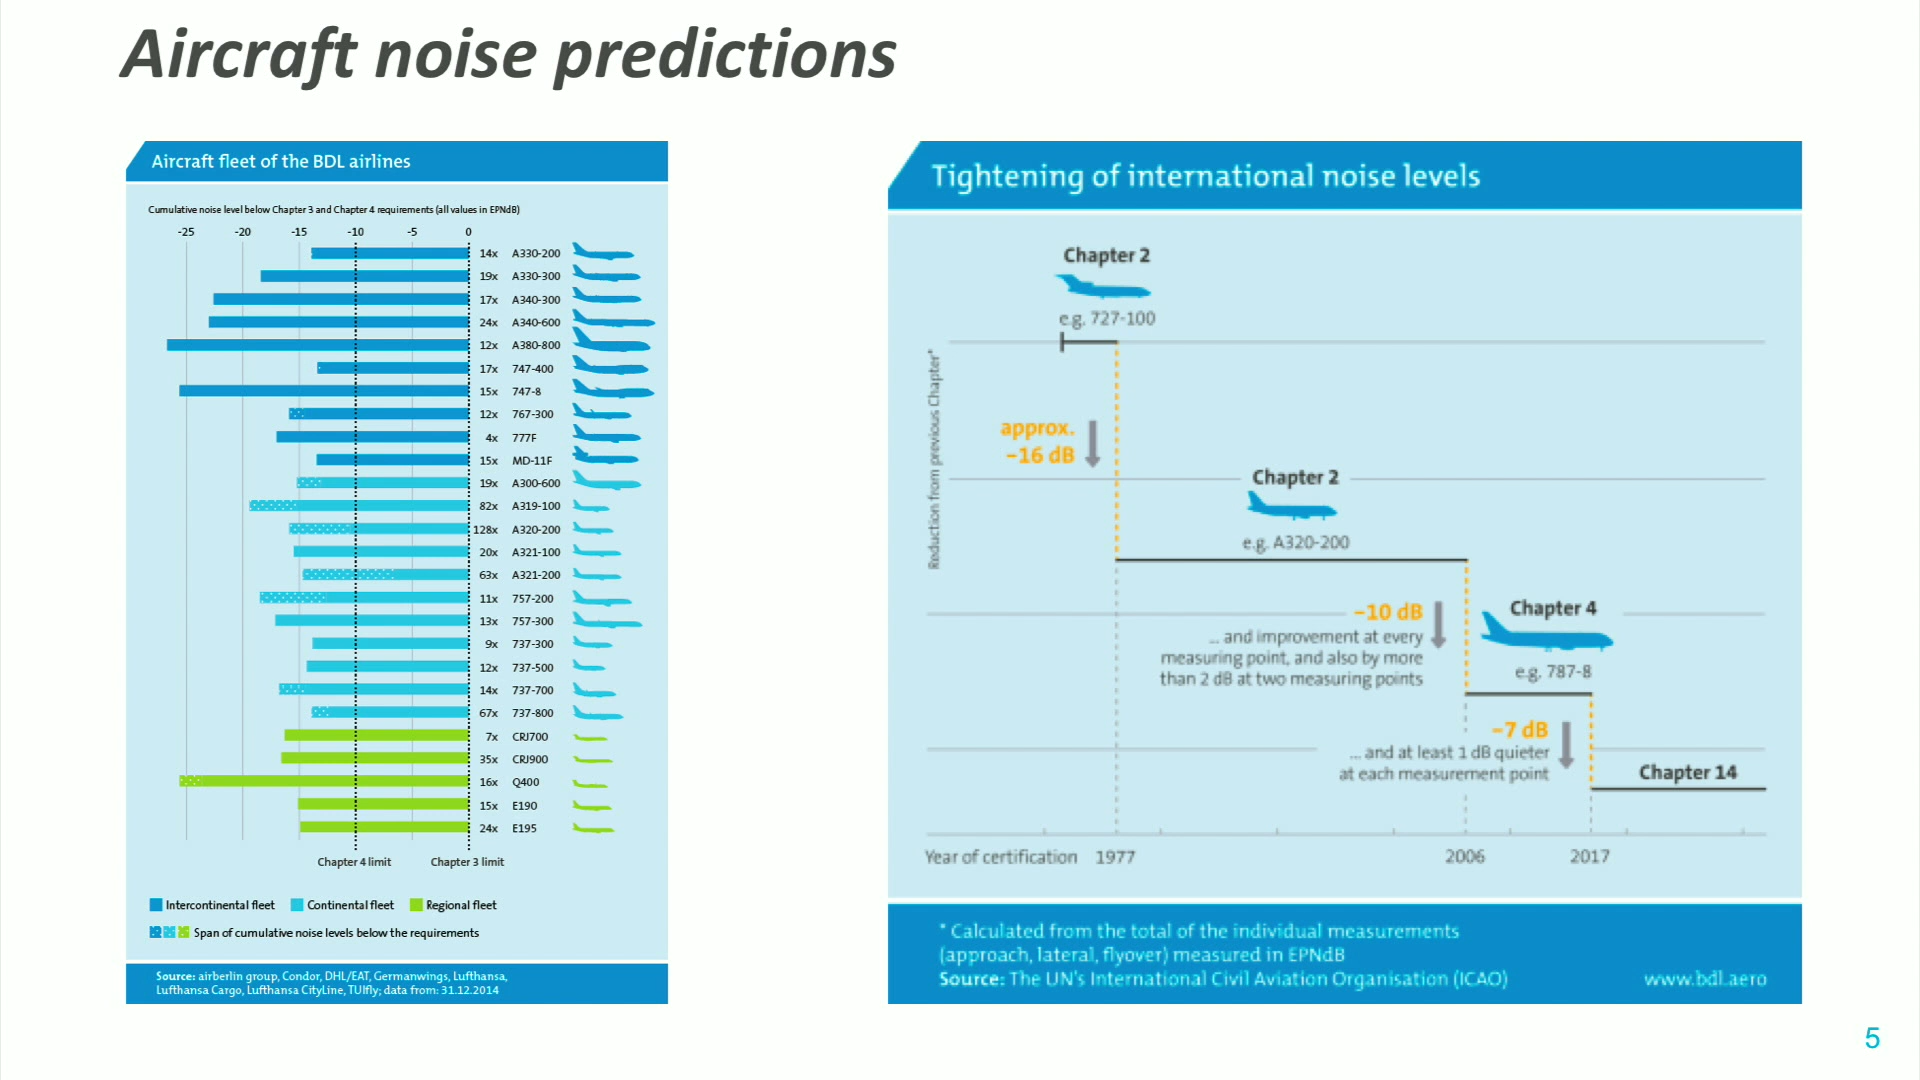 Aircraft noise predictions
Aircraft fleet of the BDL airlines
Cumulative noise level below Chapter 3 and Chapter 4 requirements (all values in EPNdB)
-25 -20 -15 -10 -5 0
14x A330-200
19x A330-300
17x A340-300
24x A340-600
12x A380-800
17x 747-400
15x 747-8
12x 767-300
4x 777F
15x MD-11F
19x A300-600
82x A319-100
128x A320-200
20x A321-100
63x A321-200
11x 757-200
13x 757-300
9x 737-300
12x 737-500
14x 737-700
67x 737-800
7x CRJ700
35x CRJ900
16x Q400
15x E190
24x E195
Chapter 4 limit Chapter 3 limit
Intercontinental fleet Continental fleet Regional fleet
Span of cumulative noise levels below the requirements
Source: airberlin group, Condor, DHL/EAT, Germanwings, Lufthansa,
Lufthansa Cargo, Lufthansa CityLine, TUIfly; data from: 31.12.2014
Tightening of international noise levels
Chapter 2
e.g. 727-100
Reduction from previous Chapter*
approx.
-16 dB
Chapter 2
e.g. A320-200
-10 dB
... and improvement at every
measuring point, and also by more
than 2 dB at two measuring points
Chapter 4
e.g. 787-8
-7 dB
... and at least 1 dB quieter
at each measurement point
Chapter 14
Year of certification 1977 2006 2017
* Calculated from the total of the individual measurements
(approach, lateral, flyover) measured in EPNdB
Source: The UN's International Civil Aviation Organisation (ICAO) www.bdl.aero
5